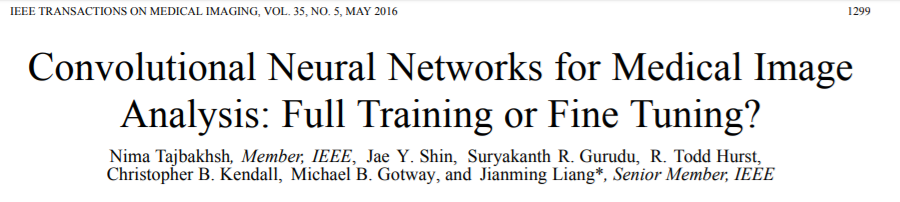 IEEE TRANSACTIONS ON MEDICAL IMAGING, VOL. 35, NO. 5, MAY 2016 1299
Convolutional Neural Networks for Medical Image
Analysis: Full Training or Fine Tuning?
Nima Tajbakhsh, Member, IEEE, Jae Y. Shin, Suryakanth R. Gurudu, R. Todd Hurst,
Christopher B. Kendall, Michael B. Gotway, and Jianming Liang*, Senior Member, IEEE